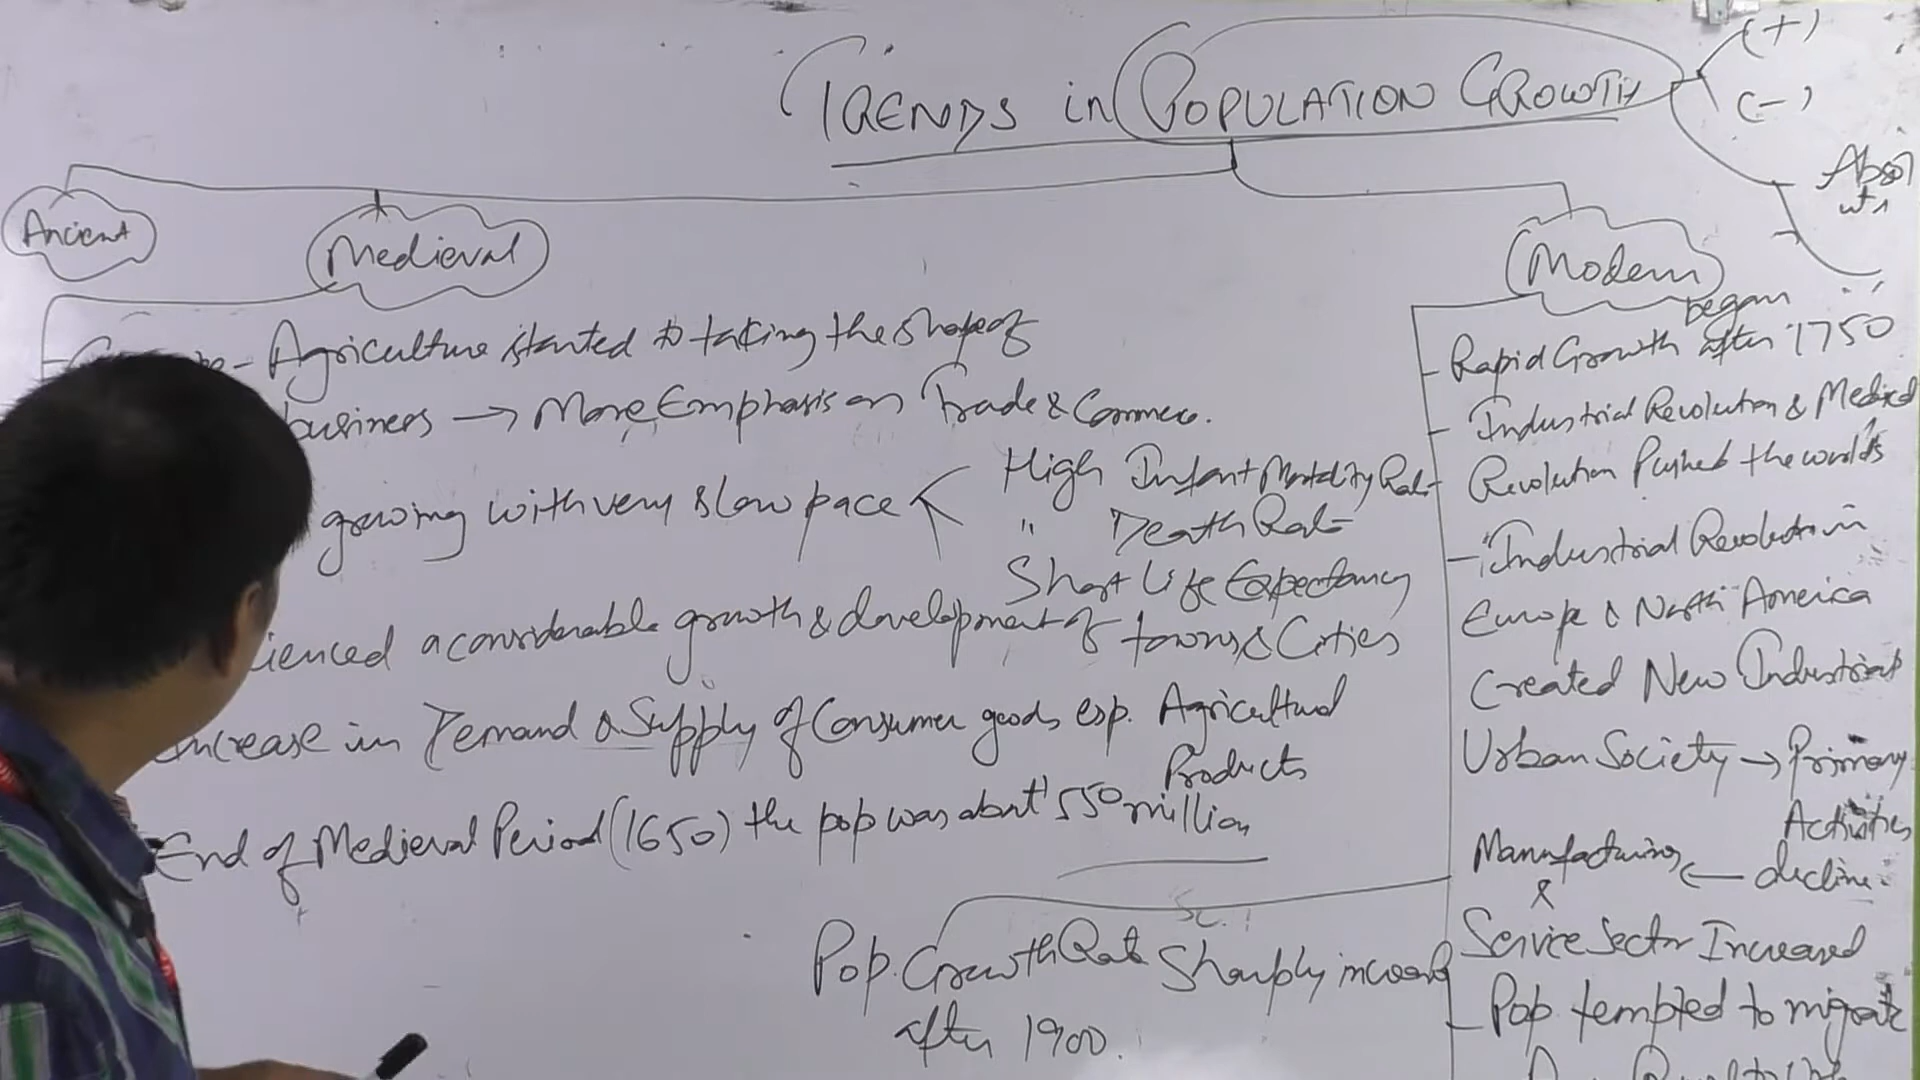 TRENDS in POPULATION GROWTH
(+)
(-)
Ancient
Medieval
- Agriculture started to taking the shape of
business → More Emphasis on Trade & Commerce.
growing with very slow pace
High Infant Mortality Rate
" Death Rate
Short Life Expectancy
ienced a considerable growth & development of towns & Cities
Increase in Demand & Supply of Consumer goods esp. Agricultural
Products
End of Medieval Period (1650) the pop was about 550 million
Modern
began
- Rapid Growth after 1750
- Industrial Revolution & Medical
Revolution Pushed the world's
- Industrial Revolution in
Europe & North America
Created New Industrial
Urban Society → Primary
Activities
Manufacturing ← decline.
&
Service Sector Increased
- Pop tempted to migrate
Pop. Growth Rate Sharply increased
after 1900.